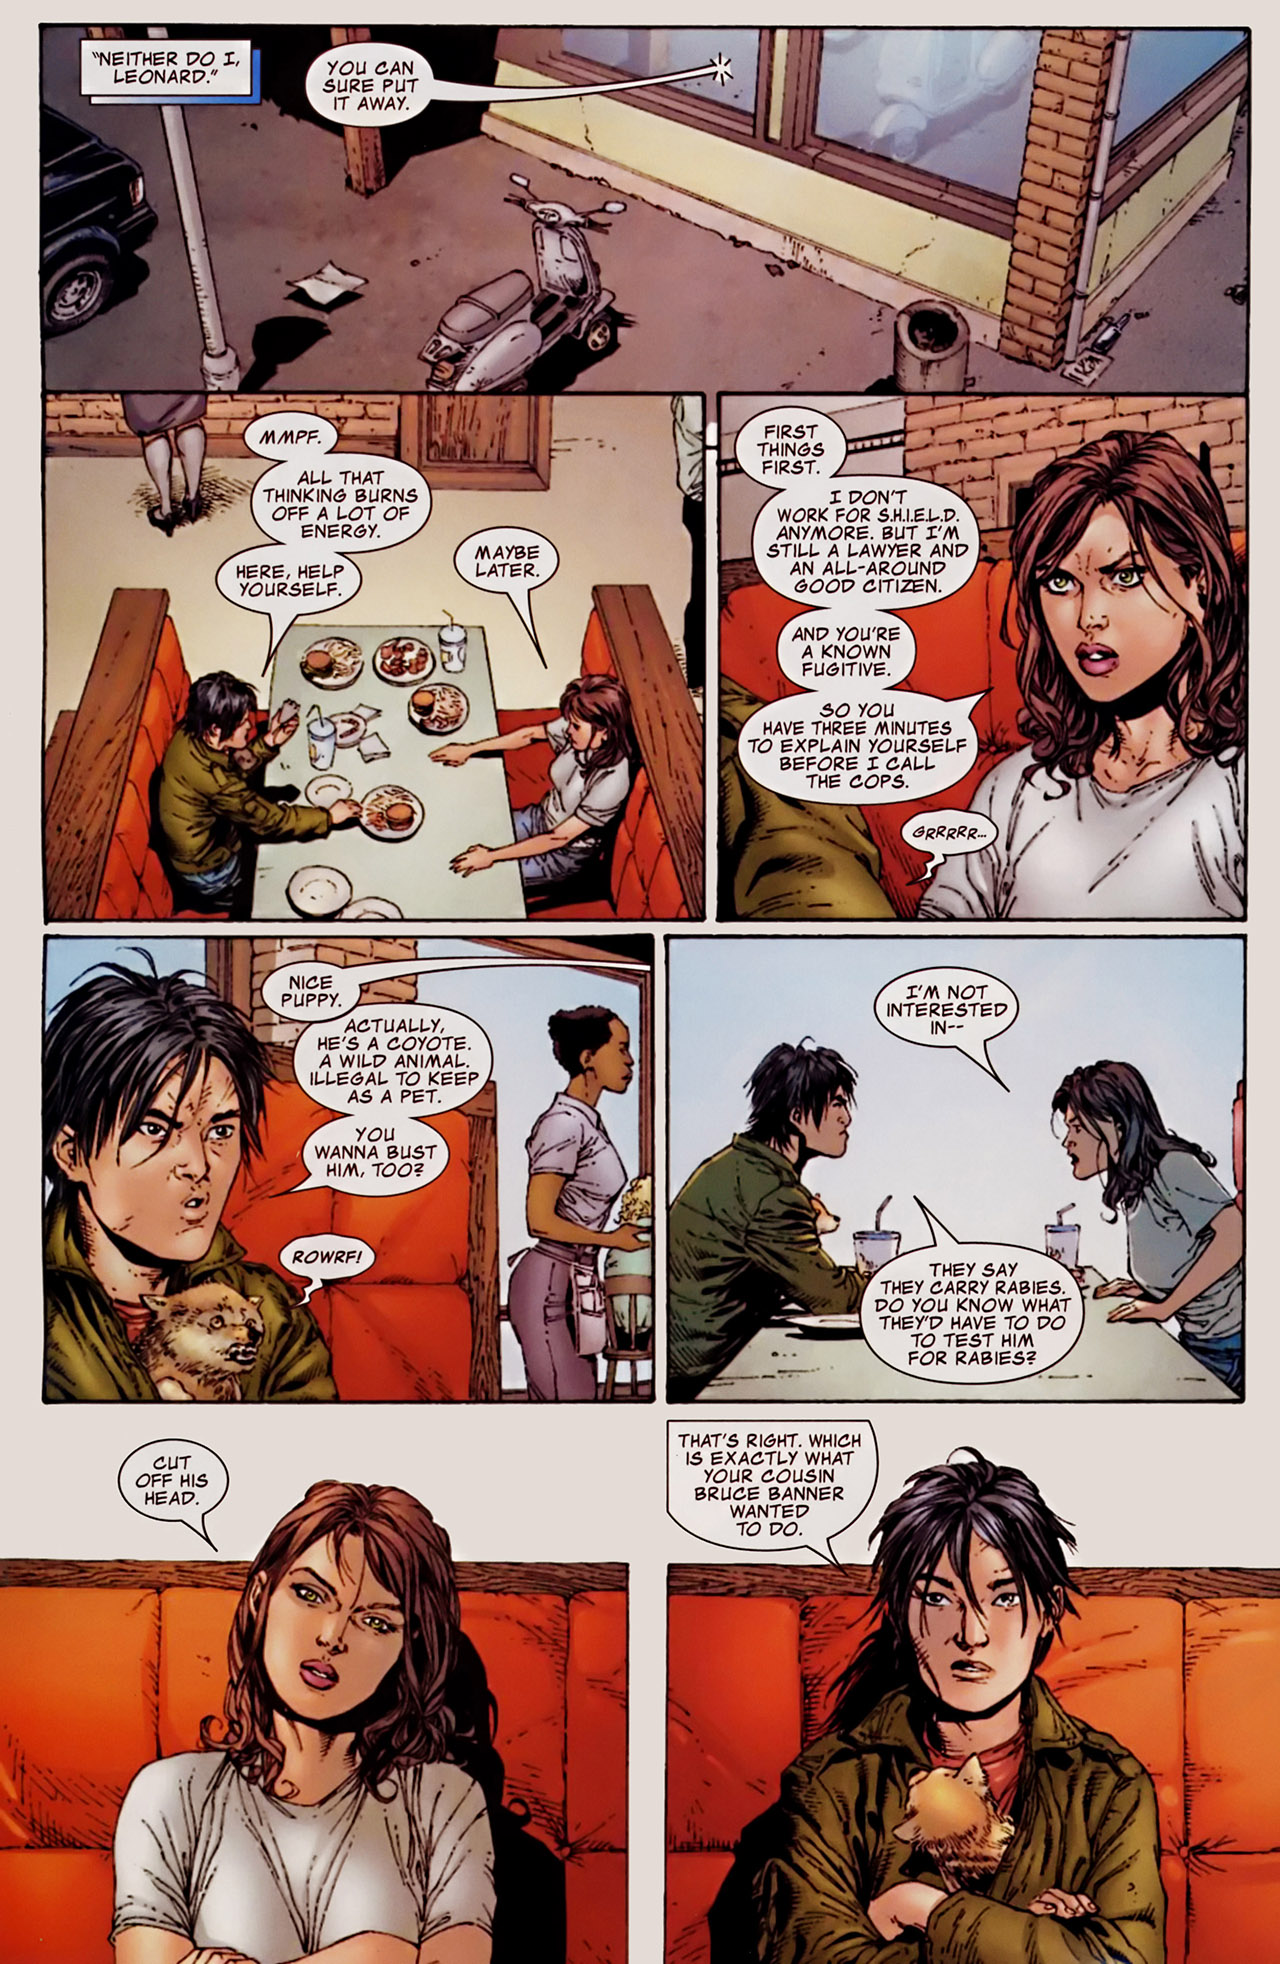 "NEITHER DO I,
LEONARD."
YOU CAN
SURE PUT
IT AWAY.
MMPF.
ALL THAT
THINKING BURNS
OFF A LOT OF
ENERGY.
HERE, HELP
YOURSELF.
MAYBE
LATER.
FIRST
THINGS
FIRST.
I DON'T
WORK FOR S.H.I.E.L.D.
ANYMORE. BUT I'M
STILL A LAWYER AND
AN ALL-AROUND
GOOD CITIZEN.
AND YOU'RE
A KNOWN
FUGITIVE.
SO YOU
HAVE THREE MINUTES
TO EXPLAIN YOURSELF
BEFORE I CALL
THE COPS.
GRRRRR...
NICE
PUPPY.
ACTUALLY,
HE'S A COYOTE.
A WILD ANIMAL.
ILLEGAL TO KEEP
AS A PET.
YOU
WANNA BUST
HIM, TOO?
ROWRF!
I'M NOT
INTERESTED
IN--
THEY SAY
THEY CARRY RABIES.
DO YOU KNOW WHAT
THEY'D HAVE TO DO
TO TEST HIM
FOR RABIES?
CUT
OFF HIS
HEAD.
THAT'S RIGHT. WHICH
IS EXACTLY WHAT
YOUR COUSIN
BRUCE BANNER
WANTED
TO DO.